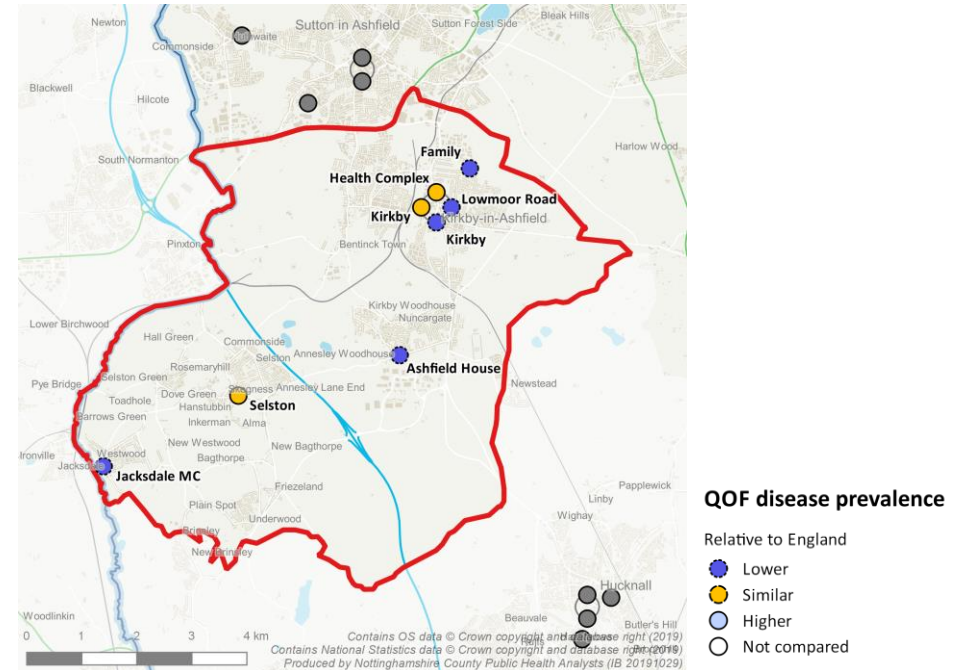 Newton
Sutton in Ashfield
Sutton Forest Side
Bleak Hills
Commonside
Blackwell
Hilcote
Harlow Wood
South Normanton
Family
Health Complex
Lowmoor Road
Kirkby
Kirkby-in-Ashfield
Kirkby
Pinxton
Bentinck Town
Kirkby Woodhouse
Nuncargate
Lower Birchwood
Hall Green
Commonside
Selston
Annesley Woodhouse
Rosemaryhill
Ashfield House
Pye Bridge
Selston Green
Skegness
Annesley Lane End
Newstead
Toadhole
Dove Green
Hanstubbin
Selston
Barrows Green
Inkerman
Alma
Ironville
Westwood
New Westwood
New Bagthorpe
Jacksdale
Bagthorpe
Jacksdale MC
Friezeland
Papplewick
Plain Spot
Linby
Underwood
Wighay
Brinsley
New Brinsley
Hucknall
Woodlinkin
Beauvale
Butler's Hill
0 1 2 3 4 km
Contains OS data © Crown copyright and database right (2019)
Contains National Statistics data © Crown copyright and database right (2019)
Produced by Nottinghamshire County Public Health Analysts (IB 20191029)
QOF disease prevalence
Relative to England
Lower
Similar
Higher
Not compared